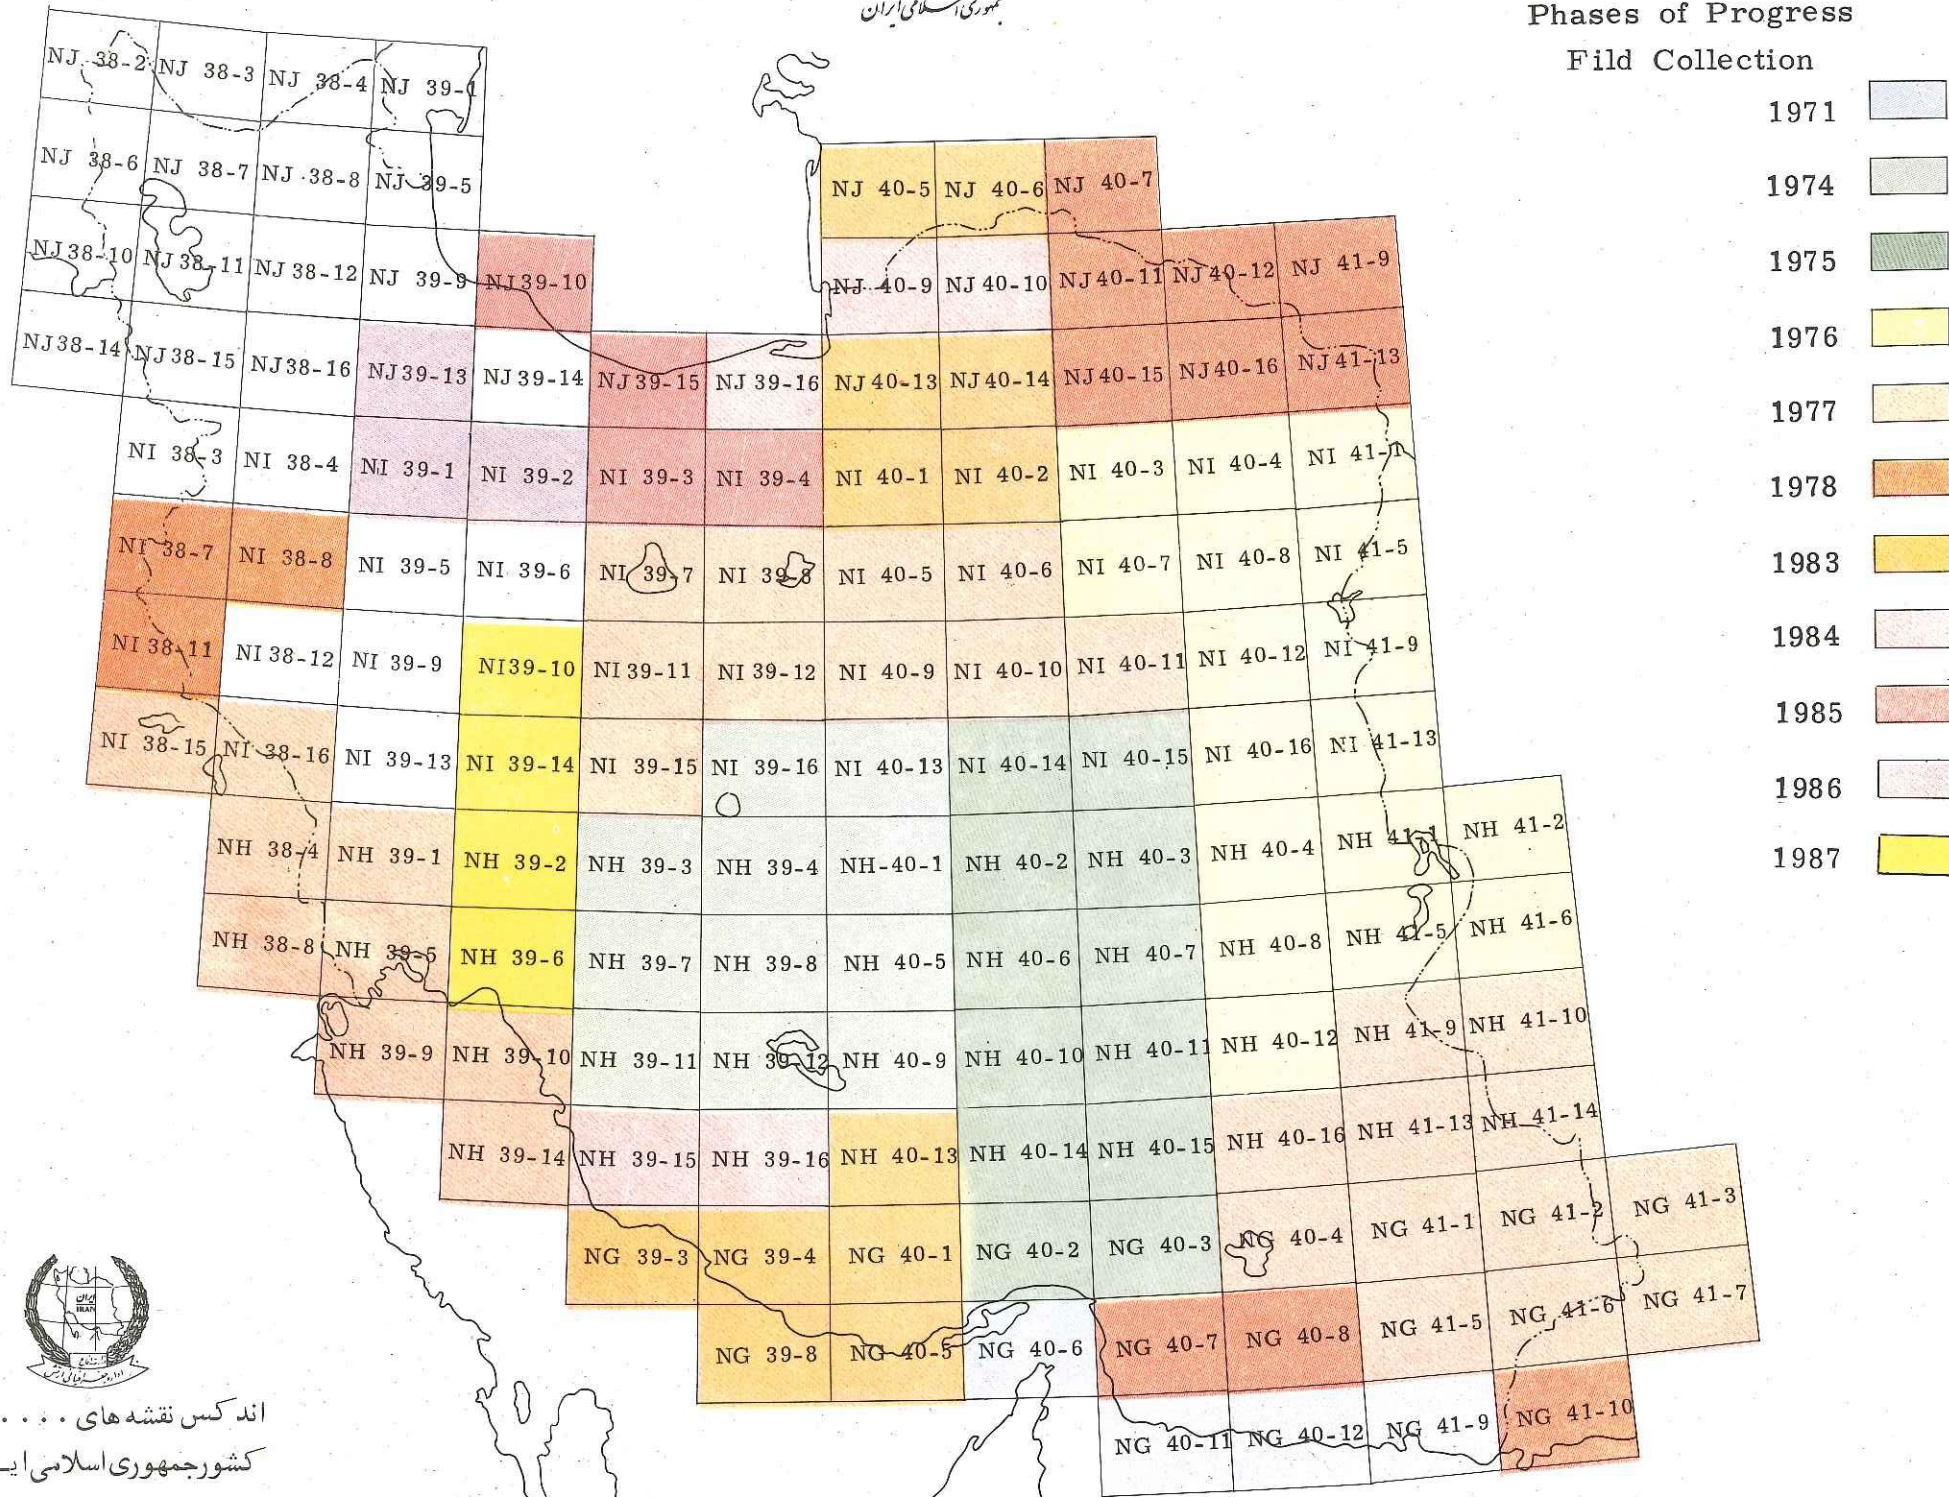 جمهوری اسلامی ایران
Phases of Progress
Fild Collection
1971
1974
1975
1976
1977
1978
1983
1984
1985
1986
1987
NJ 38-2 NJ 38-3 NJ 38-4 NJ 39-1
NJ 38-6 NJ 38-7 NJ 38-8 NJ 39-5 NJ 40-5 NJ 40-6 NJ 40-7
NJ 38-10 NJ 38-11 NJ 38-12 NJ 39-9 NJ 39-10 NJ 40-9 NJ 40-10 NJ 40-11 NJ 40-12 NJ 41-9
NJ 38-14 NJ 38-15 NJ 38-16 NJ 39-13 NJ 39-14 NJ 39-15 NJ 39-16 NJ 40-13 NJ 40-14 NJ 40-15 NJ 40-16 NJ 41-13
NI 38-3 NI 38-4 NI 39-1 NI 39-2 NI 39-3 NI 39-4 NI 40-1 NI 40-2 NI 40-3 NI 40-4 NI 41-1
NI 38-7 NI 38-8 NI 39-5 NI 39-6 NI 39-7 NI 39-8 NI 40-5 NI 40-6 NI 40-7 NI 40-8 NI 41-5
NI 38-11 NI 38-12 NI 39-9 NI 39-10 NI 39-11 NI 39-12 NI 40-9 NI 40-10 NI 40-11 NI 40-12 NI 41-9
NI 38-15 NI 38-16 NI 39-13 NI 39-14 NI 39-15 NI 39-16 NI 40-13 NI 40-14 NI 40-15 NI 40-16 NI 41-13
NH 38-4 NH 39-1 NH 39-2 NH 39-3 NH 39-4 NH-40-1 NH 40-2 NH 40-3 NH 40-4 NH 41-1 NH 41-2
NH 38-8 NH 39-5 NH 39-6 NH 39-7 NH 39-8 NH 40-5 NH 40-6 NH 40-7 NH 40-8 NH 41-5 NH 41-6
NH 39-9 NH 39-10 NH 39-11 NH 39-12 NH 40-9 NH 40-10 NH 40-11 NH 40-12 NH 41-9 NH 41-10
NH 39-14 NH 39-15 NH 39-16 NH 40-13 NH 40-14 NH 40-15 NH 40-16 NH 41-13 NH 41-14
NG 39-3 NG 39-4 NG 40-1 NG 40-2 NG 40-3 NG 40-4 NG 41-1 NG 41-2 NG 41-3
NG 39-8 NG 40-5 NG 40-6 NG 40-7 NG 40-8 NG 41-5 NG 41-6 NG 41-7
NG 40-11 NG 40-12 NG 41-9 NG 41-10
ایران
IRAN
اندکس نقشه های ....
کشور جمهوری اسلامی ایـ